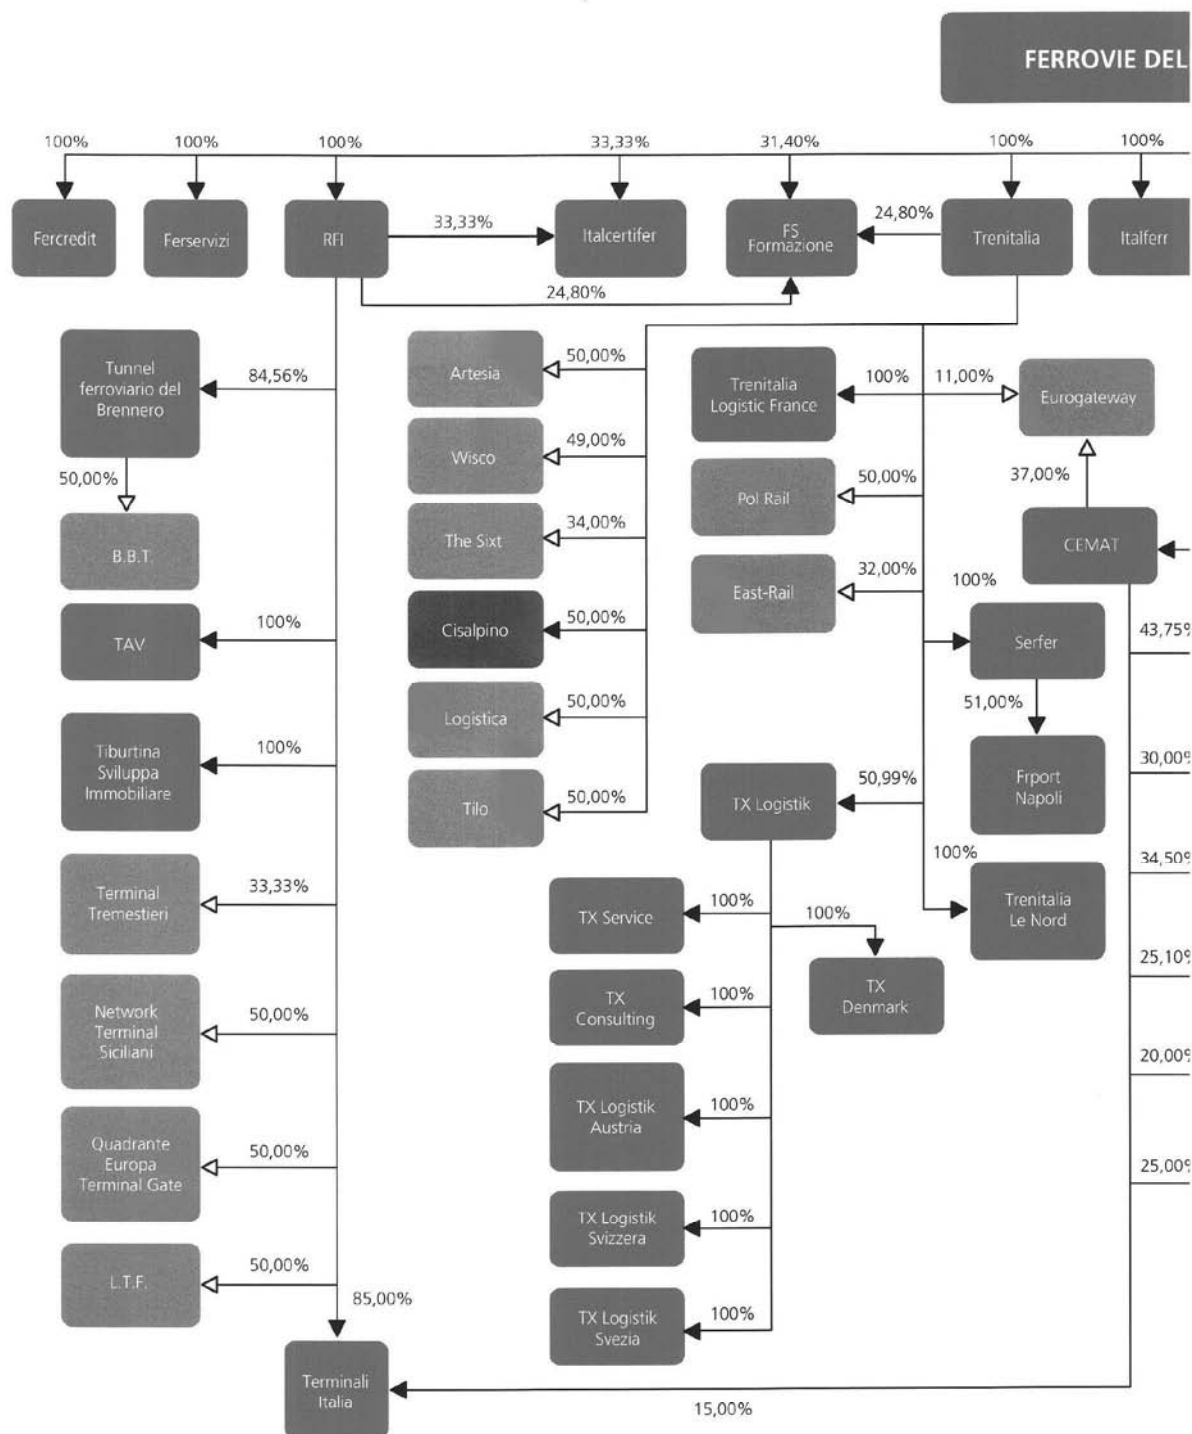 FERROVIE DEL
100%
100%
100%
33,33%
31,40%
100%
100%
Fercredit
Ferservizi
RFI
33,33%
Italcertifer
FS
Formazione
24,80%
Trenitalia
Italferr
24,80%
Tunnel
ferroviario del
Brennero
84,56%
50,00%
B.B.T.
TAV
100%
Tiburtina
Sviluppa
Immobiliare
100%
Terminal
Tremestieri
33,33%
Network
Terminal
Siciliani
50,00%
Quadrante
Europa
Terminal Gate
50,00%
L.T.F.
50,00%
85,00%
Terminali
Italia
15,00%
Artesia
50,00%
Wisco
49,00%
The Sixt
34,00%
Cisalpino
50,00%
Logistica
50,00%
Tilo
50,00%
Trenitalia
Logistic France
100%
11,00%
Eurogateway
37,00%
Pol Rail
50,00%
CEMAT
East-Rail
32,00%
100%
Serfer
51,00%
Frport
Napoli
TX Logistik
50,99%
100%
Trenitalia
Le Nord
TX Service
100%
100%
TX
Denmark
TX
Consulting
100%
TX Logistik
Austria
100%
TX Logistik
Svizzera
100%
TX Logistik
Svezia
100%
43,75%
30,00%
34,50%
25,10%
20,00%
25,00%